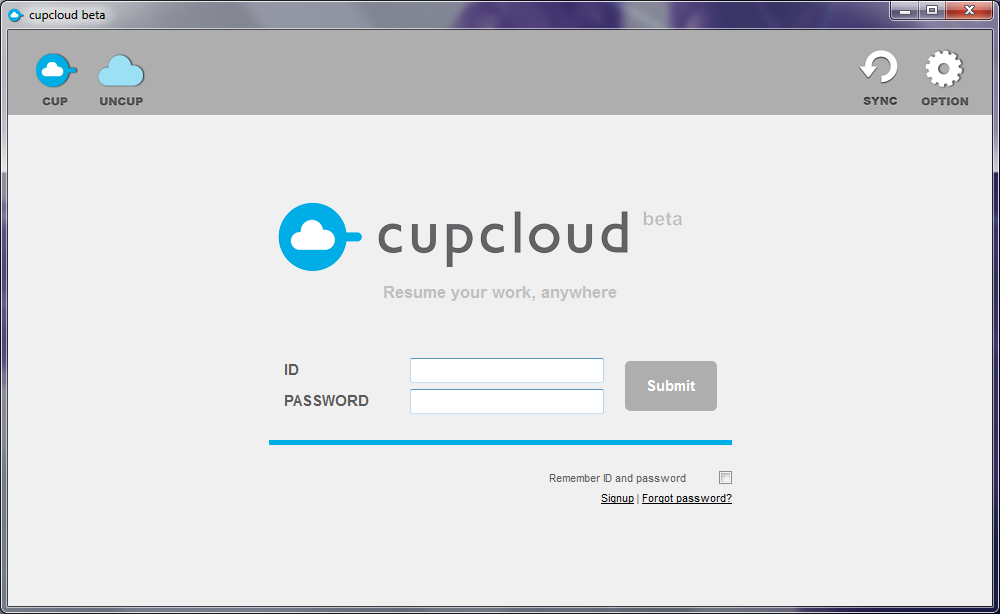 cupcloud beta
CUP UNCUP SYNC OPTION
cupcloud beta
Resume your work, anywhere
ID
Submit
PASSWORD
Remember ID and password
Signup | Forgot password?